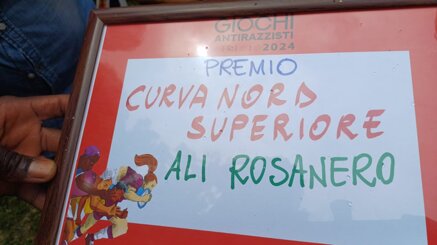 GIOCHI
ANTIRAZZISTI
2024
PREMIO
CURVA NORD
SUPERIORE
ALI ROSANERO